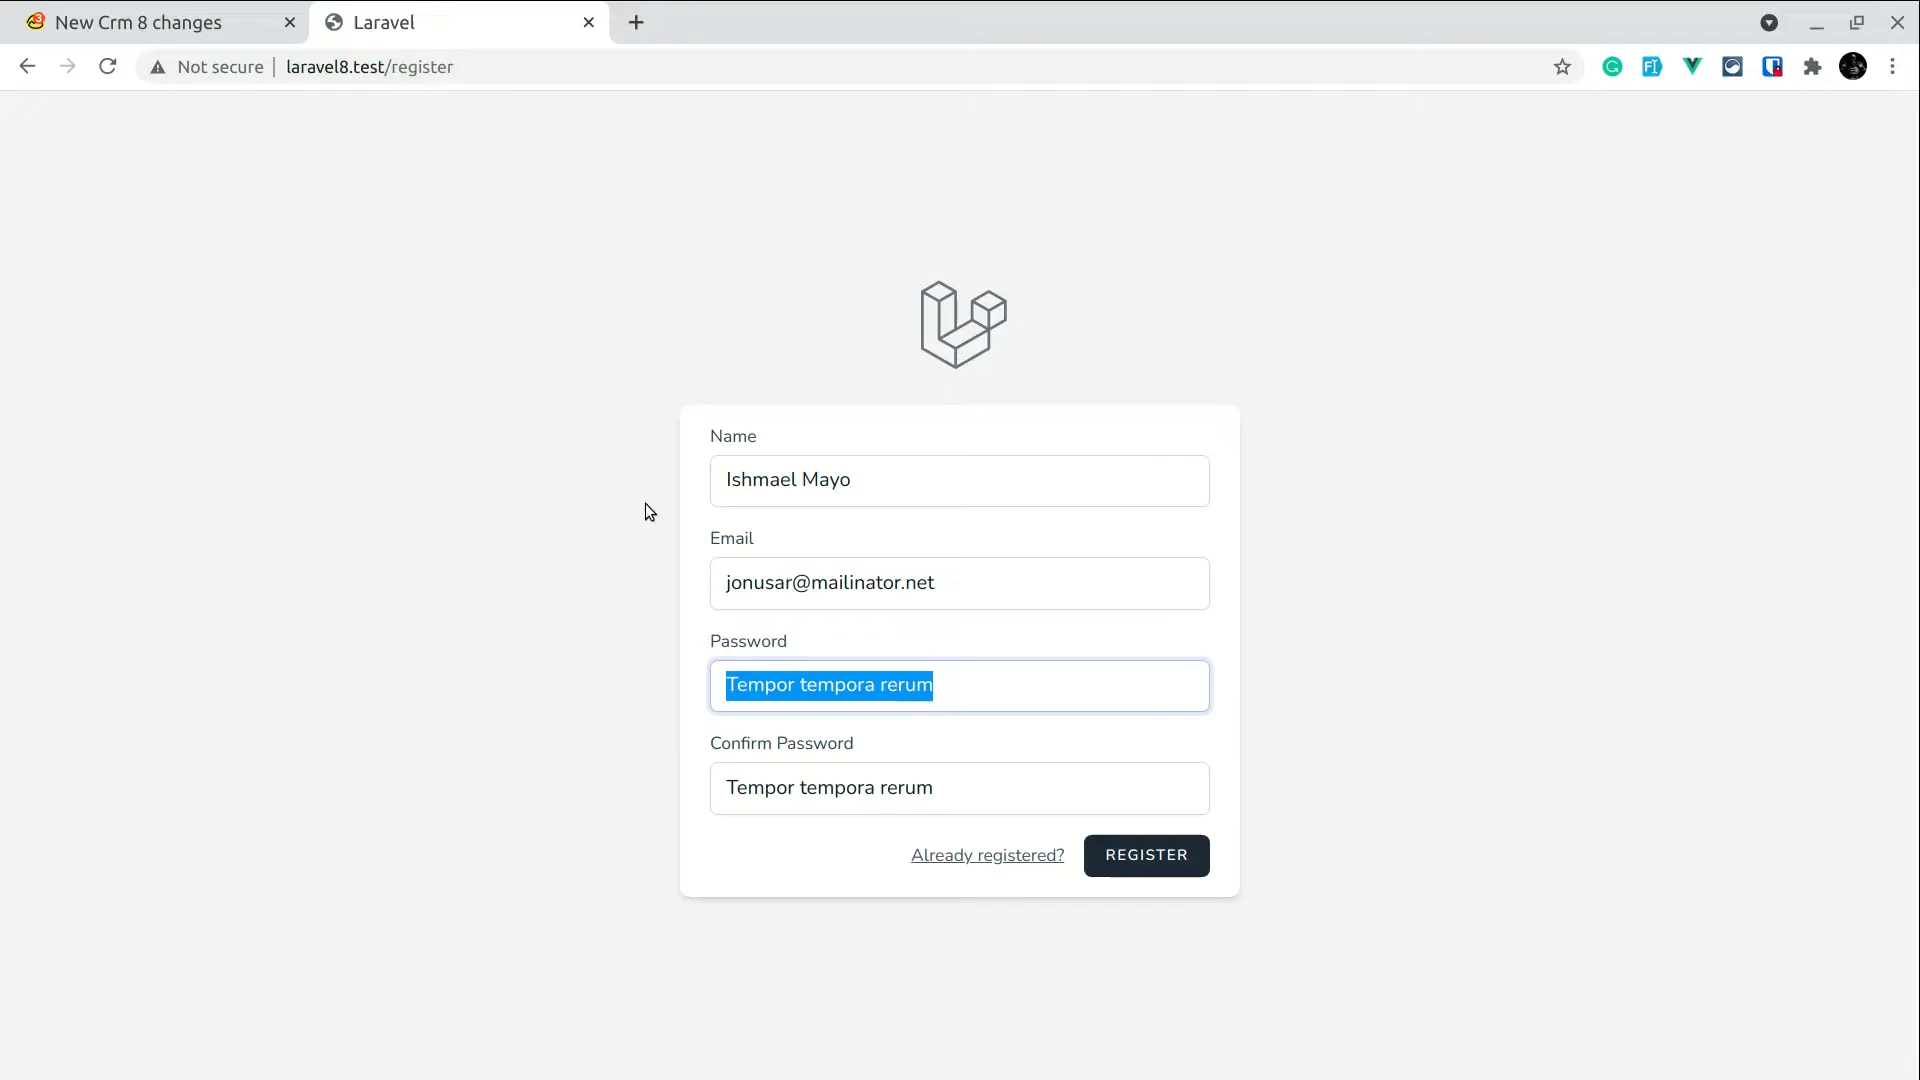 New Crm 8 changes
Laravel
Not secure
laravel8.test/register
Name
Ishmael Mayo
Email
jonusar@mailinator.net
Password
Tempor tempora rerum
Confirm Password
Tempor tempora rerum
Already registered?
REGISTER